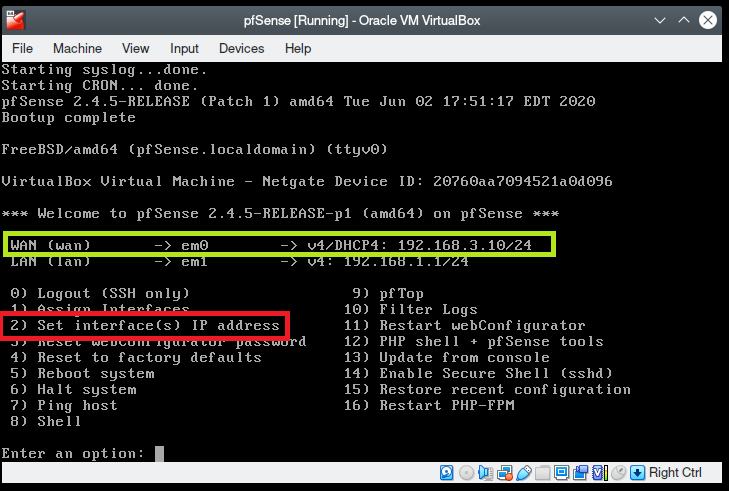 pfSense [Running] - Oracle VM VirtualBox
File Machine View Input Devices Help
Starting syslog...done.
Starting CRON... done.
pfSense 2.4.5-RELEASE (Patch 1) amd64 Tue Jun 02 17:51:17 EDT 2020
Bootup complete
FreeBSD/amd64 (pfSense.localdomain) (ttyv0)
VirtualBox Virtual Machine - Netgate Device ID: 20760aa7094521a0d096
*** Welcome to pfSense 2.4.5-RELEASE-p1 (amd64) on pfSense ***
WAN (wan) -> em0 -> v4/DHCP4: 192.168.3.10/24
LAN (lan) -> em1 -> v4: 192.168.1.1/24
0) Logout (SSH only) 9) pfTop
1) Assign Interfaces 10) Filter Logs
2) Set interface(s) IP address 11) Restart webConfigurator
3) Reset webConfigurator password 12) PHP shell + pfSense tools
4) Reset to factory defaults 13) Update from console
5) Reboot system 14) Enable Secure Shell (sshd)
6) Halt system 15) Restore recent configuration
7) Ping host 16) Restart PHP-FPM
8) Shell
Enter an option:
Right Ctrl